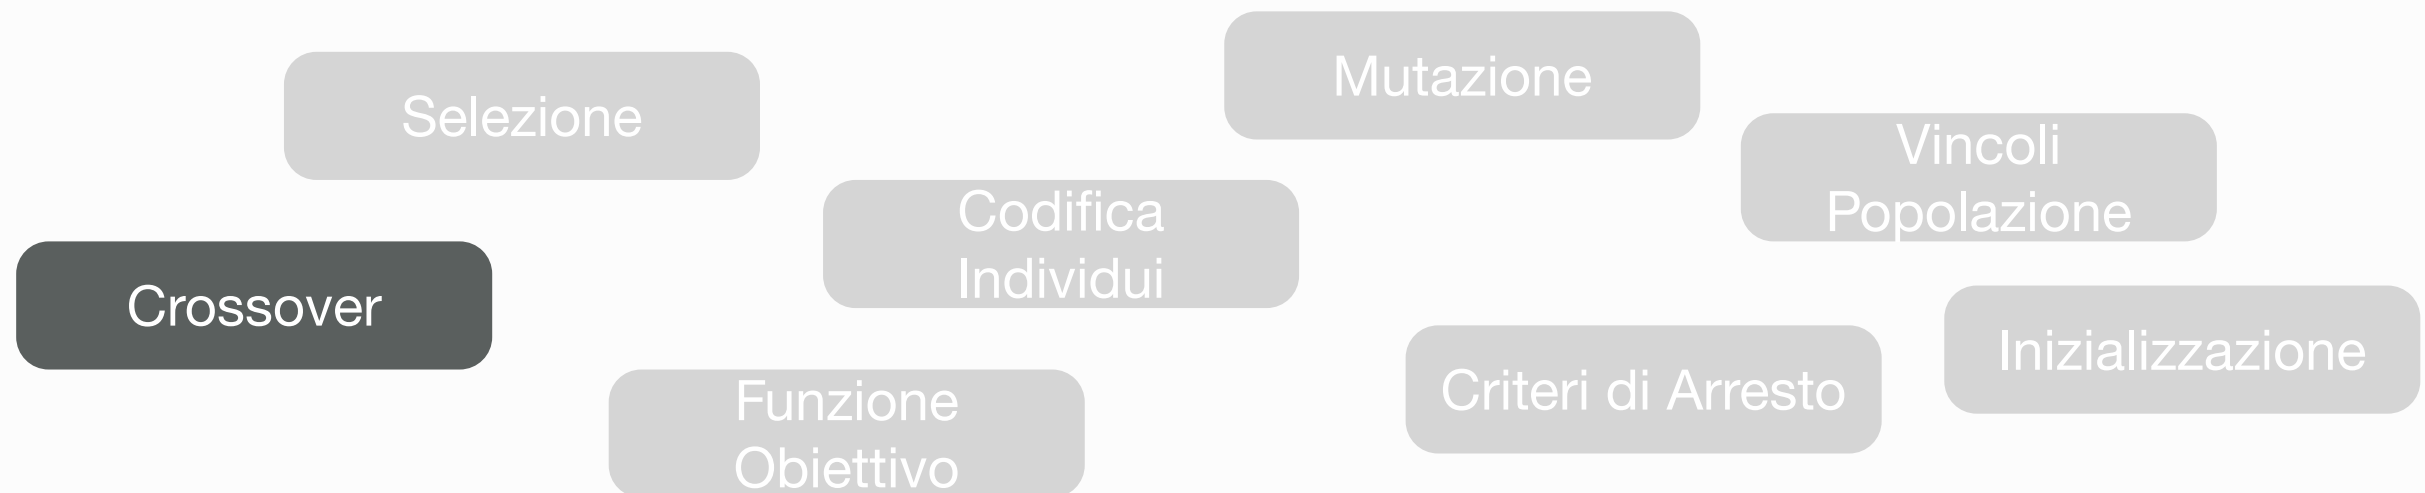 Mutazione
Selezione
Vincoli
Popolazione
Codifica
Individui
Crossover
Inizializzazione
Criteri di Arresto
Funzione
Obiettivo